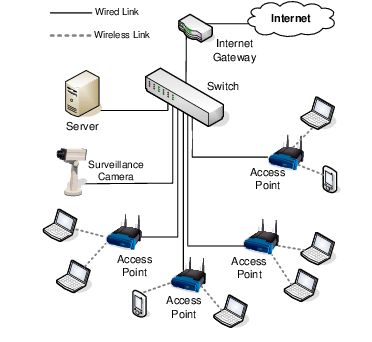 Wired Link
Wireless Link
Internet
Internet
Gateway
Switch
Server
Surveillance
Camera
Access
Point
Access
Point
Access
Point
Access
Point